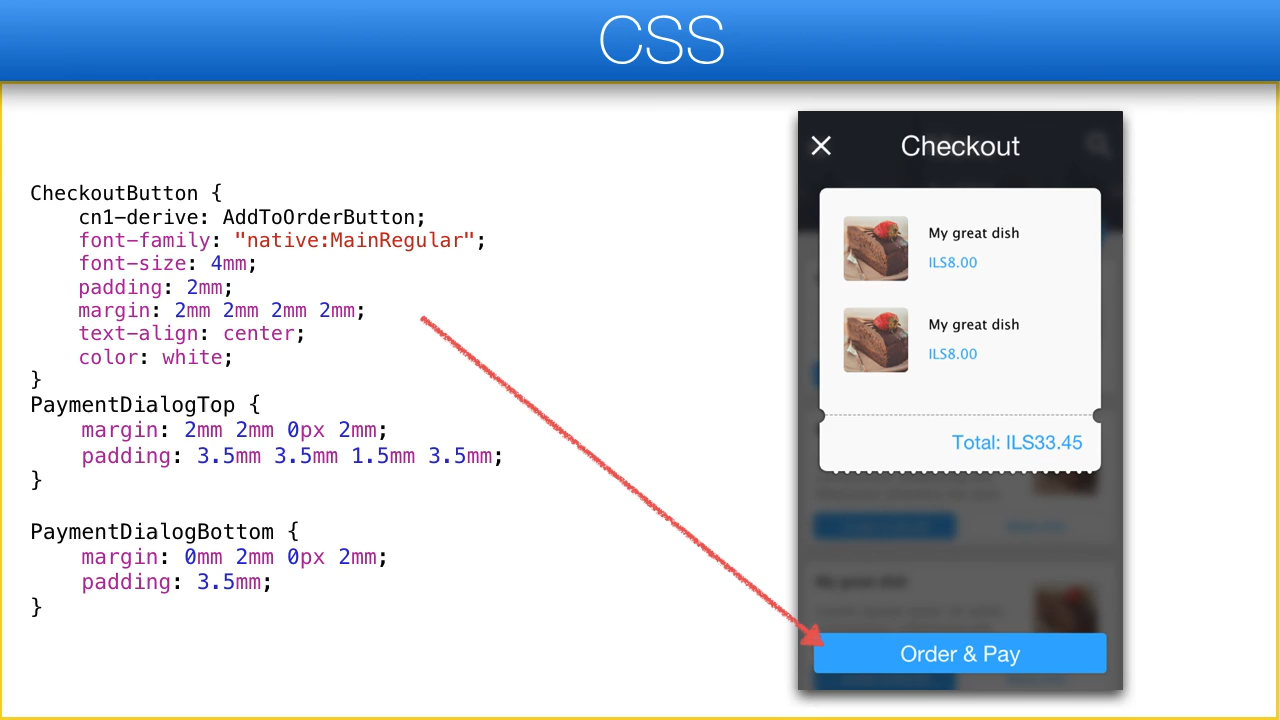 CSS
CheckoutButton {
    cn1-derive: AddToOrderButton;
    font-family: "native:MainRegular";
    font-size: 4mm;
    padding: 2mm;
    margin: 2mm 2mm 2mm 2mm;
    text-align: center;
    color: white;
}
PaymentDialogTop {
    margin: 2mm 2mm 0px 2mm;
    padding: 3.5mm 3.5mm 1.5mm 3.5mm;
}
PaymentDialogBottom {
    margin: 0mm 2mm 0px 2mm;
    padding: 3.5mm;
}
Checkout
My great dish
ILS8.00
My great dish
ILS8.00
Total: ILS33.45
My great dish
Order & Pay